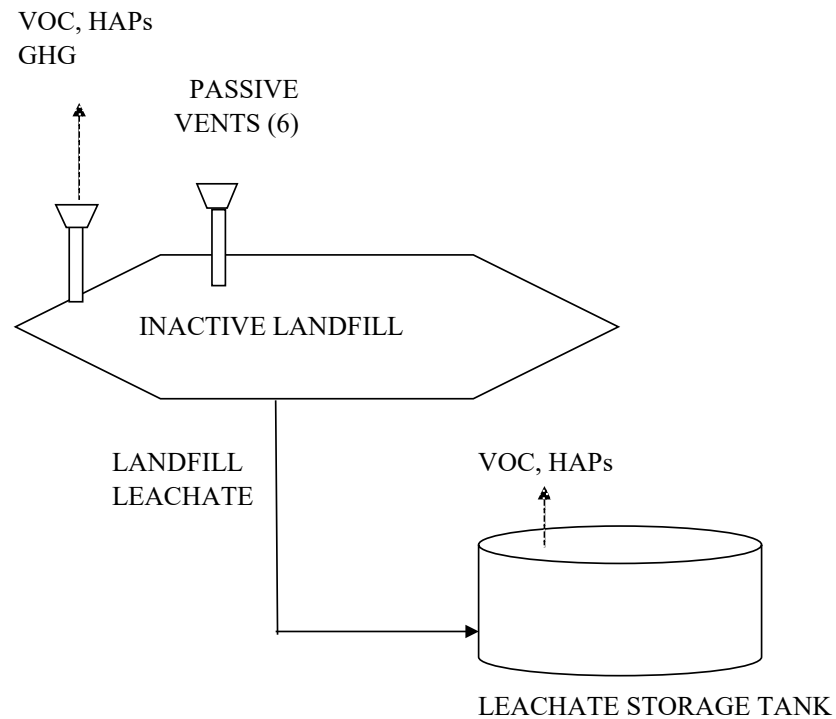 VOC, HAPs
GHG
PASSIVE
VENTS (6)
INACTIVE LANDFILL
LANDFILL
LEACHATE
VOC, HAPs
LEACHATE STORAGE TANK